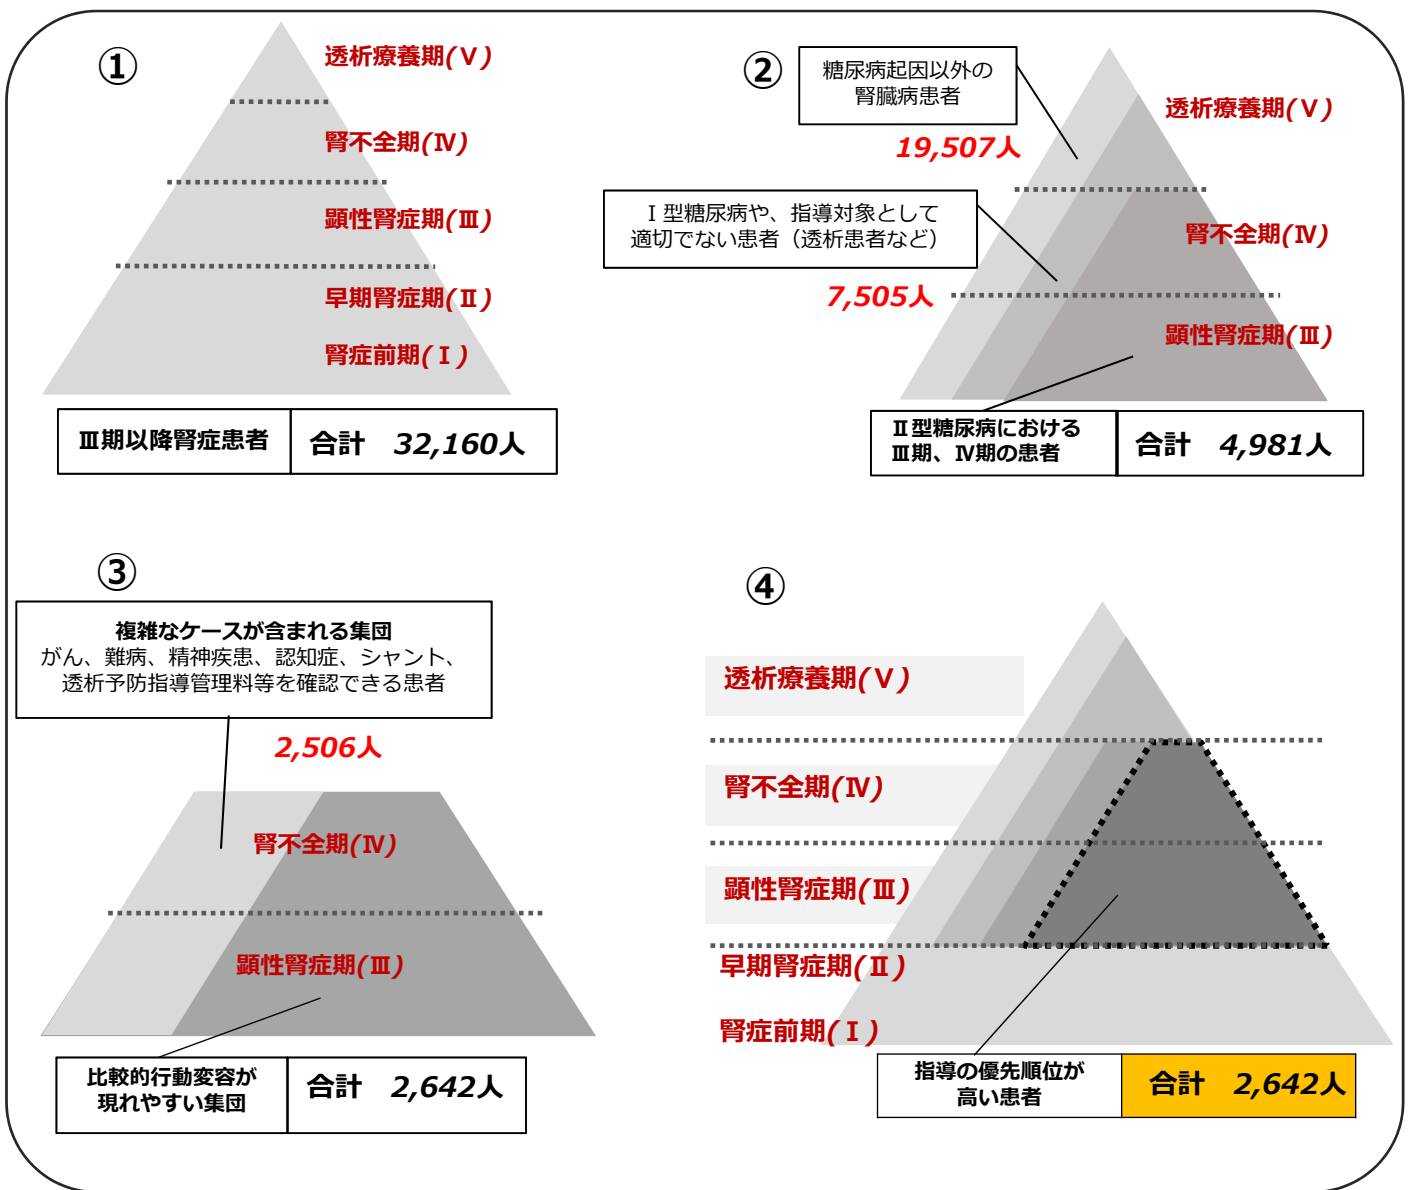 ①
透析療養期(Ⅴ)
腎不全期(Ⅳ)
顕性腎症期(Ⅲ)
早期腎症期(Ⅱ)
腎症前期(Ⅰ)
Ⅲ期以降腎症患者
合計 32,160人
②
糖尿病起因以外の
腎臓病患者
19,507人
Ⅰ型糖尿病や、指導対象として
適切でない患者（透析患者など）
7,505人
透析療養期(Ⅴ)
腎不全期(Ⅳ)
顕性腎症期(Ⅲ)
Ⅱ型糖尿病における
Ⅲ期、Ⅳ期の患者
合計 4,981人
③
複雑なケースが含まれる集団
がん、難病、精神疾患、認知症、シャント、
透析予防指導管理料等を確認できる患者
2,506人
腎不全期(Ⅳ)
顕性腎症期(Ⅲ)
比較的行動変容が
現れやすい集団
合計 2,642人
④
透析療養期(Ⅴ)
腎不全期(Ⅳ)
顕性腎症期(Ⅲ)
早期腎症期(Ⅱ)
腎症前期(Ⅰ)
指導の優先順位が
高い患者
合計 2,642人